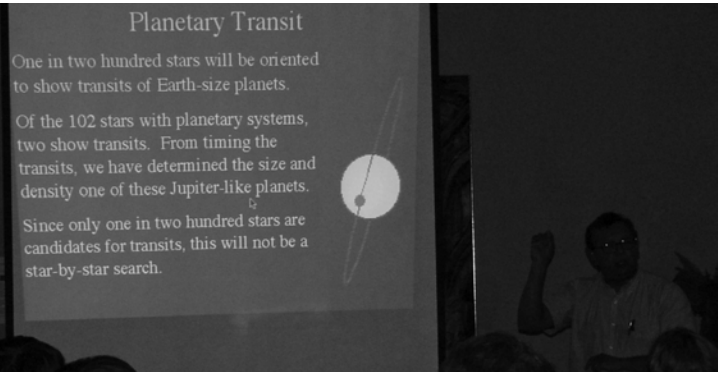 Planetary Transit
One in two hundred stars will be oriented
to show transits of Earth-size planets.
Of the 102 stars with planetary systems,
two show transits. From timing the
transits, we have determined the size and
density one of these Jupiter-like planets.
Since only one in two hundred stars are
candidates for transits, this will not be a
star-by-star search.